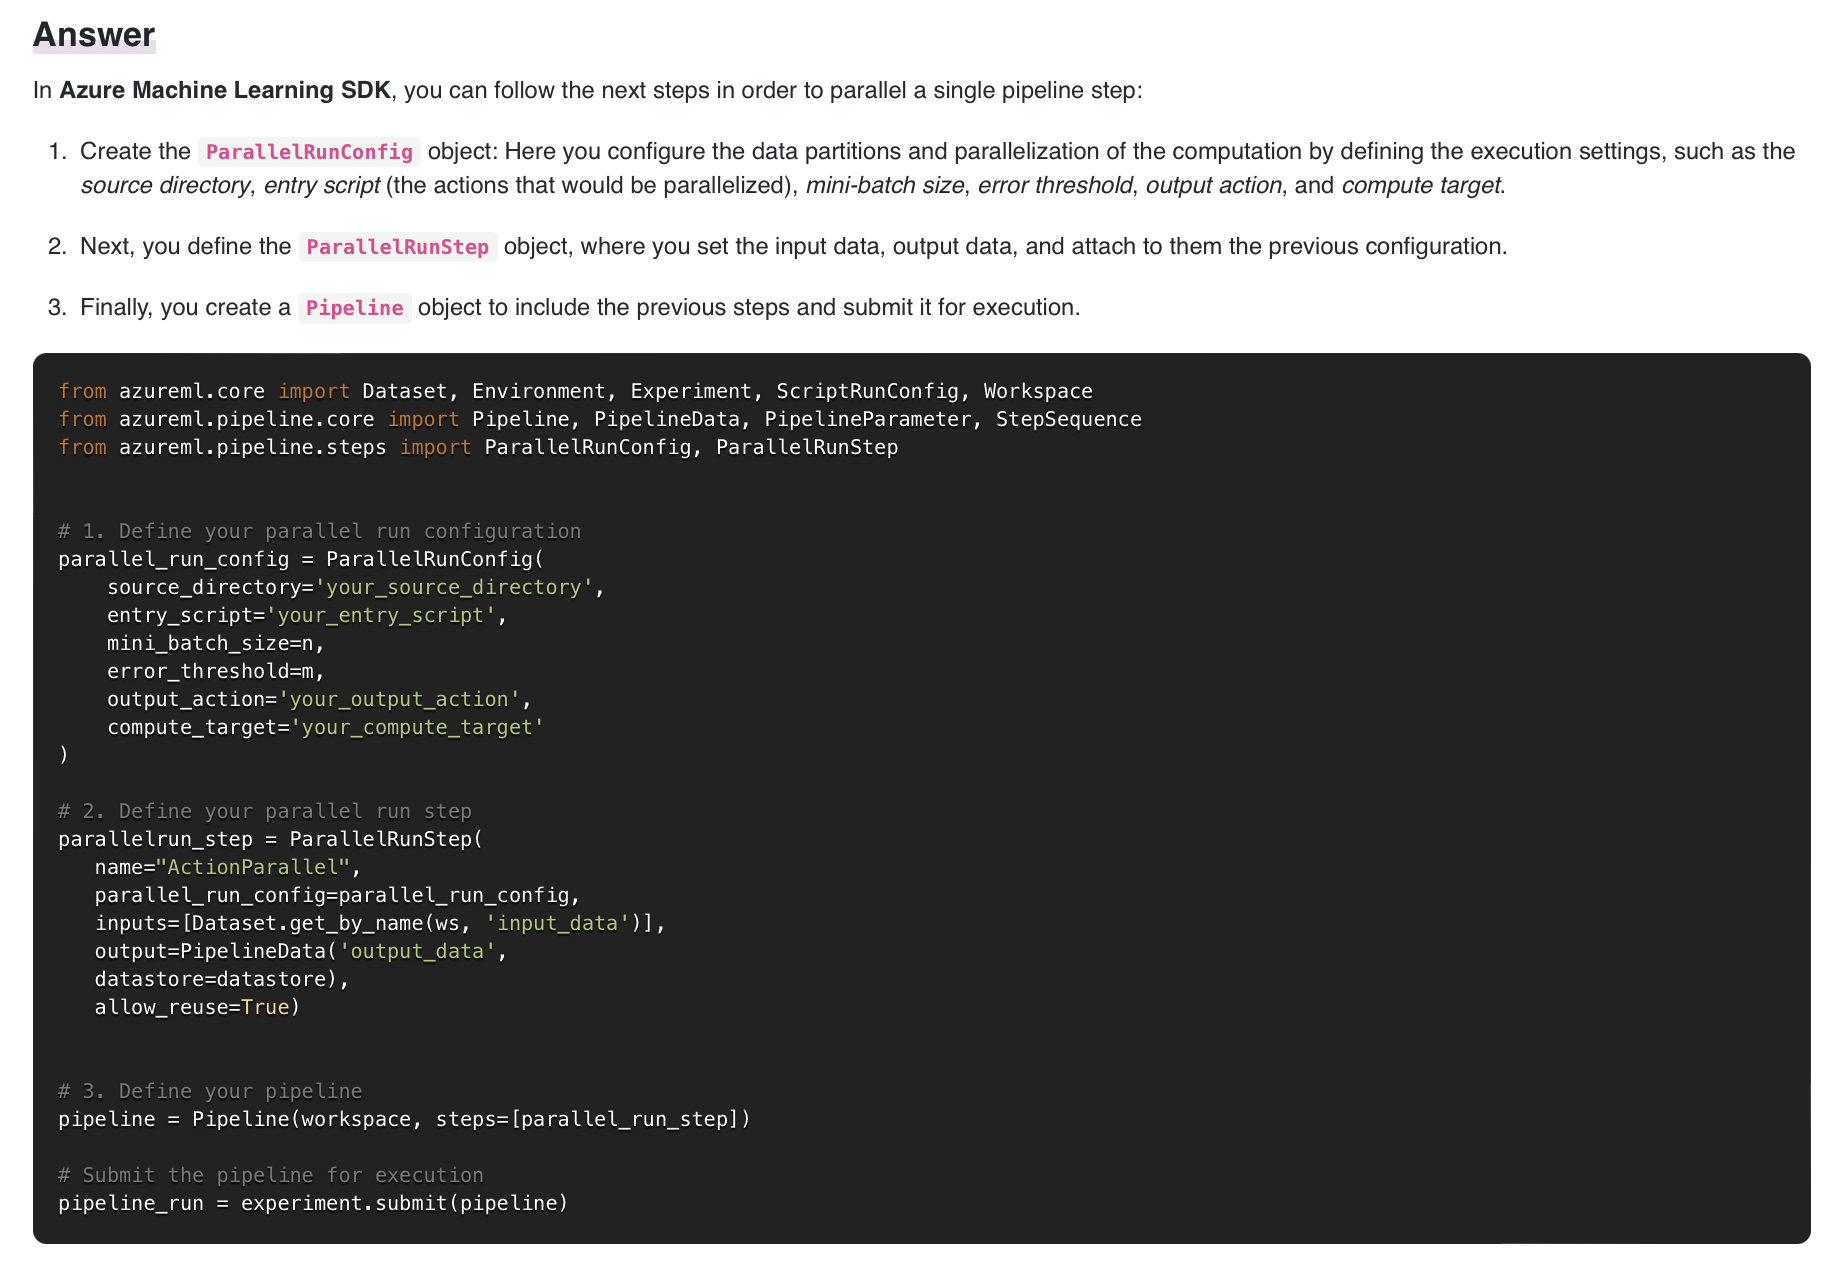 Answer
In Azure Machine Learning SDK, you can follow the next steps in order to parallel a single pipeline step:
1. Create the ParallelRunConfig object: Here you configure the data partitions and parallelization of the computation by defining the execution settings, such as the
source directory, entry script (the actions that would be parallelized), mini-batch size, error threshold, output action, and compute target.
2. Next, you define the ParallelRunStep object, where you set the input data, output data, and attach to them the previous configuration.
3. Finally, you create a Pipeline object to include the previous steps and submit it for execution.
from azureml.core import Dataset, Environment, Experiment, ScriptRunConfig, Workspace
from azureml.pipeline.core import Pipeline, PipelineData, PipelineParameter, StepSequence
from azureml.pipeline.steps import ParallelRunConfig, ParallelRunStep
# 1. Define your parallel run configuration
parallel_run_config = ParallelRunConfig(
    source_directory='your_source_directory',
    entry_script='your_entry_script',
    mini_batch_size=n,
    error_threshold=m,
    output_action='your_output_action',
    compute_target='your_compute_target'
)
# 2. Define your parallel run step
parallelrun_step = ParallelRunStep(
   name="ActionParallel",
   parallel_run_config=parallel_run_config,
   inputs=[Dataset.get_by_name(ws, 'input_data')],
   output=PipelineData('output_data',
   datastore=datastore),
   allow_reuse=True)
# 3. Define your pipeline
pipeline = Pipeline(workspace, steps=[parallel_run_step])
# Submit the pipeline for execution
pipeline_run = experiment.submit(pipeline)